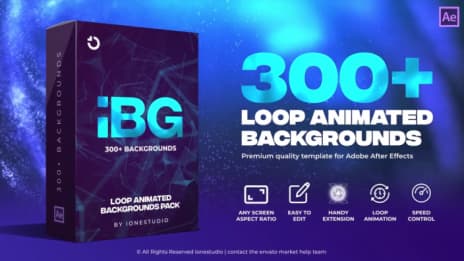 Ae
300+ BACKGROUNDS
iBG
300+ BACKGROUNDS
LOOP ANIMATED
BACKGROUNDS PACK
BY IONESTUDIO
Ae
300+
LOOP ANIMATED
BACKGROUNDS
Premium quality template for Adobe After Effects
ANY SCREEN
ASPECT RATIO
EASY TO
EDIT
HANDY
EXTENSION
LOOP
ANIMATION
SPEED
CONTROL
© All Rights Reserved Ionestudio | contact the envato market help team